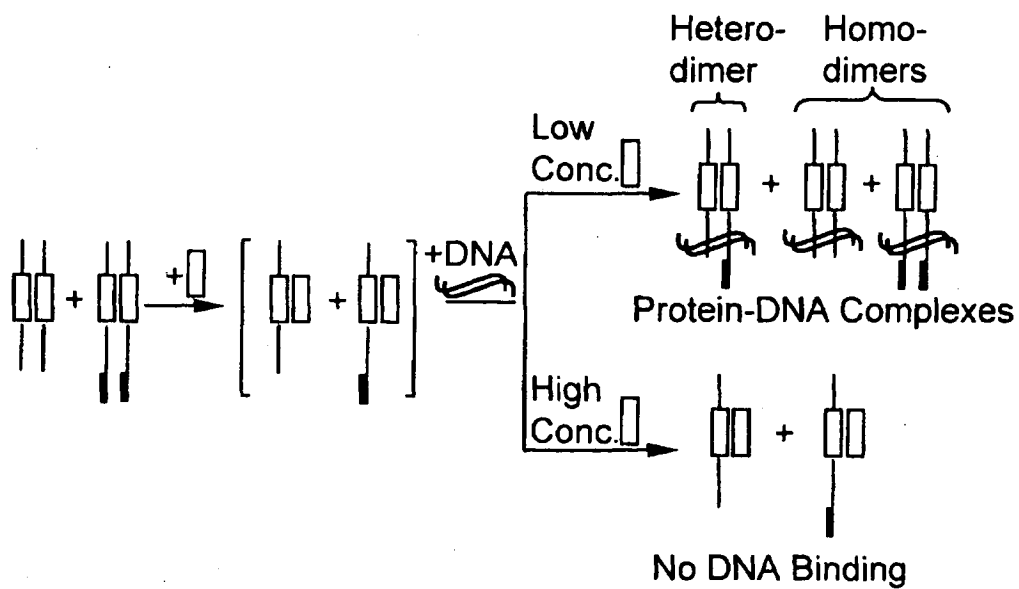 Hetero-
dimer
Homo-
dimers
Low
Conc.
+
+
+
+
+
+DNA
Protein-DNA Complexes
High
Conc.
+
No DNA Binding